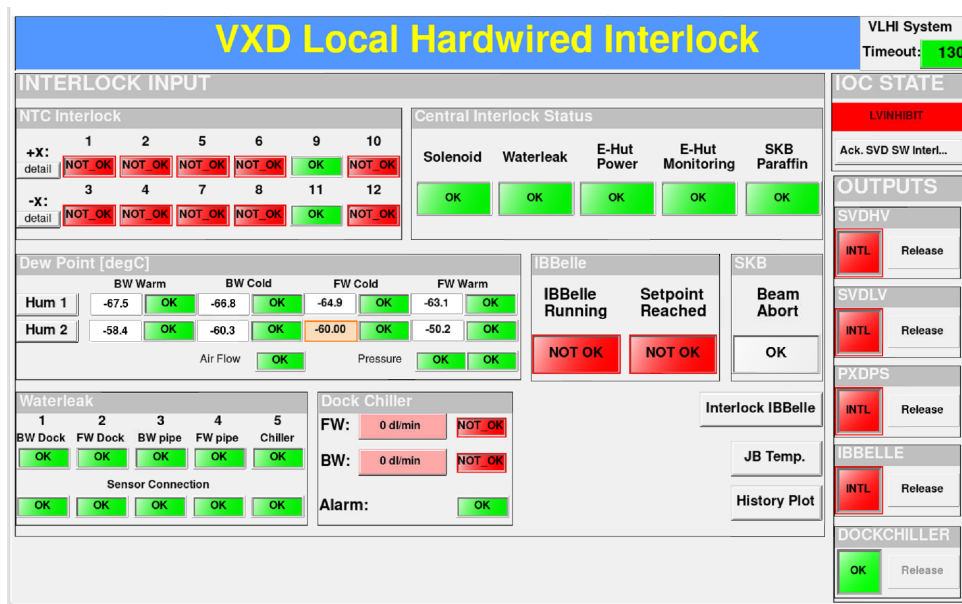 VXD Local Hardwired Interlock
VLHI System
Timeout: 130
INTERLOCK INPUT
NTC Interlock
1 2 5 6 9 10
+x:
detail
NOT_OK NOT_OK NOT_OK NOT_OK OK NOT_OK
3 4 7 8 11 12
-x:
detail
NOT_OK NOT_OK NOT_OK NOT_OK OK NOT_OK
Central Interlock Status
Solenoid Waterleak E-Hut Power E-Hut Monitoring SKB Paraffin
OK OK OK OK OK
Dew Point [degC]
BW Warm BW Cold FW Cold FW Warm
Hum 1 -67.5 OK -66.8 OK -64.9 OK -63.1 OK
Hum 2 -58.4 OK -60.3 OK -60.00 OK -50.2 OK
Air Flow OK Pressure OK OK
IBBelle
IBBelle Running
Setpoint Reached
NOT OK NOT OK
SKB
Beam Abort
OK
Waterleak
1 2 3 4 5
BW Dock FW Dock BW pipe FW pipe Chiller
OK OK OK OK OK
Sensor Connection
OK OK OK OK OK
Dock Chiller
FW: 0 dl/min NOT_OK
BW: 0 dl/min NOT_OK
Alarm: OK
Interlock IBBelle
JB Temp.
History Plot
IOC STATE
LVINHIBIT
Ack. SVD SW Interl...
OUTPUTS
SVDHV
INTL Release
SVDLV
INTL Release
PXDPS
INTL Release
IBBELLE
INTL Release
DOCKCHILLER
OK Release